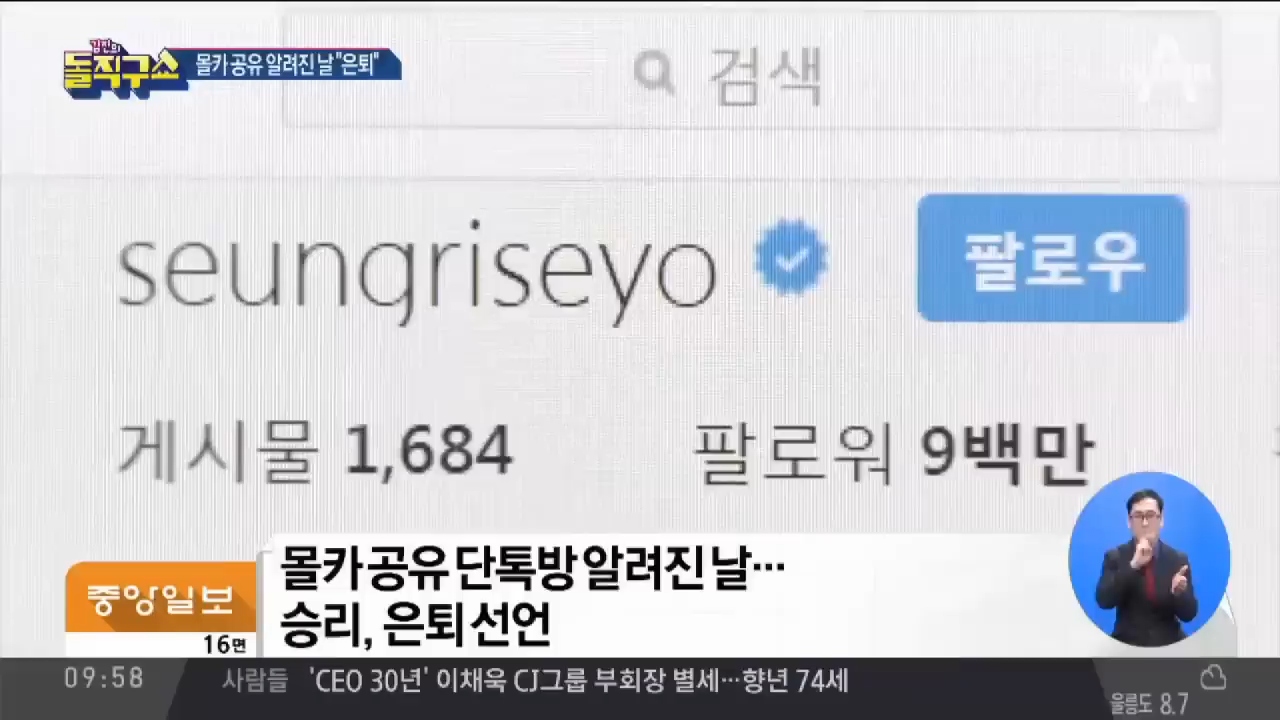 김진의
돌직구쇼
몰카 공유 알려진 날 "은퇴"
검색
seungriseyo
팔로우
게시물 1,684
팔로워 9백만
중앙일보
16면
몰카 공유 단톡방 알려진 날…
승리, 은퇴 선언
09:58
사람들
'CEO 30년' 이채욱 CJ그룹 부회장 별세…향년 74세
울릉도 8.7